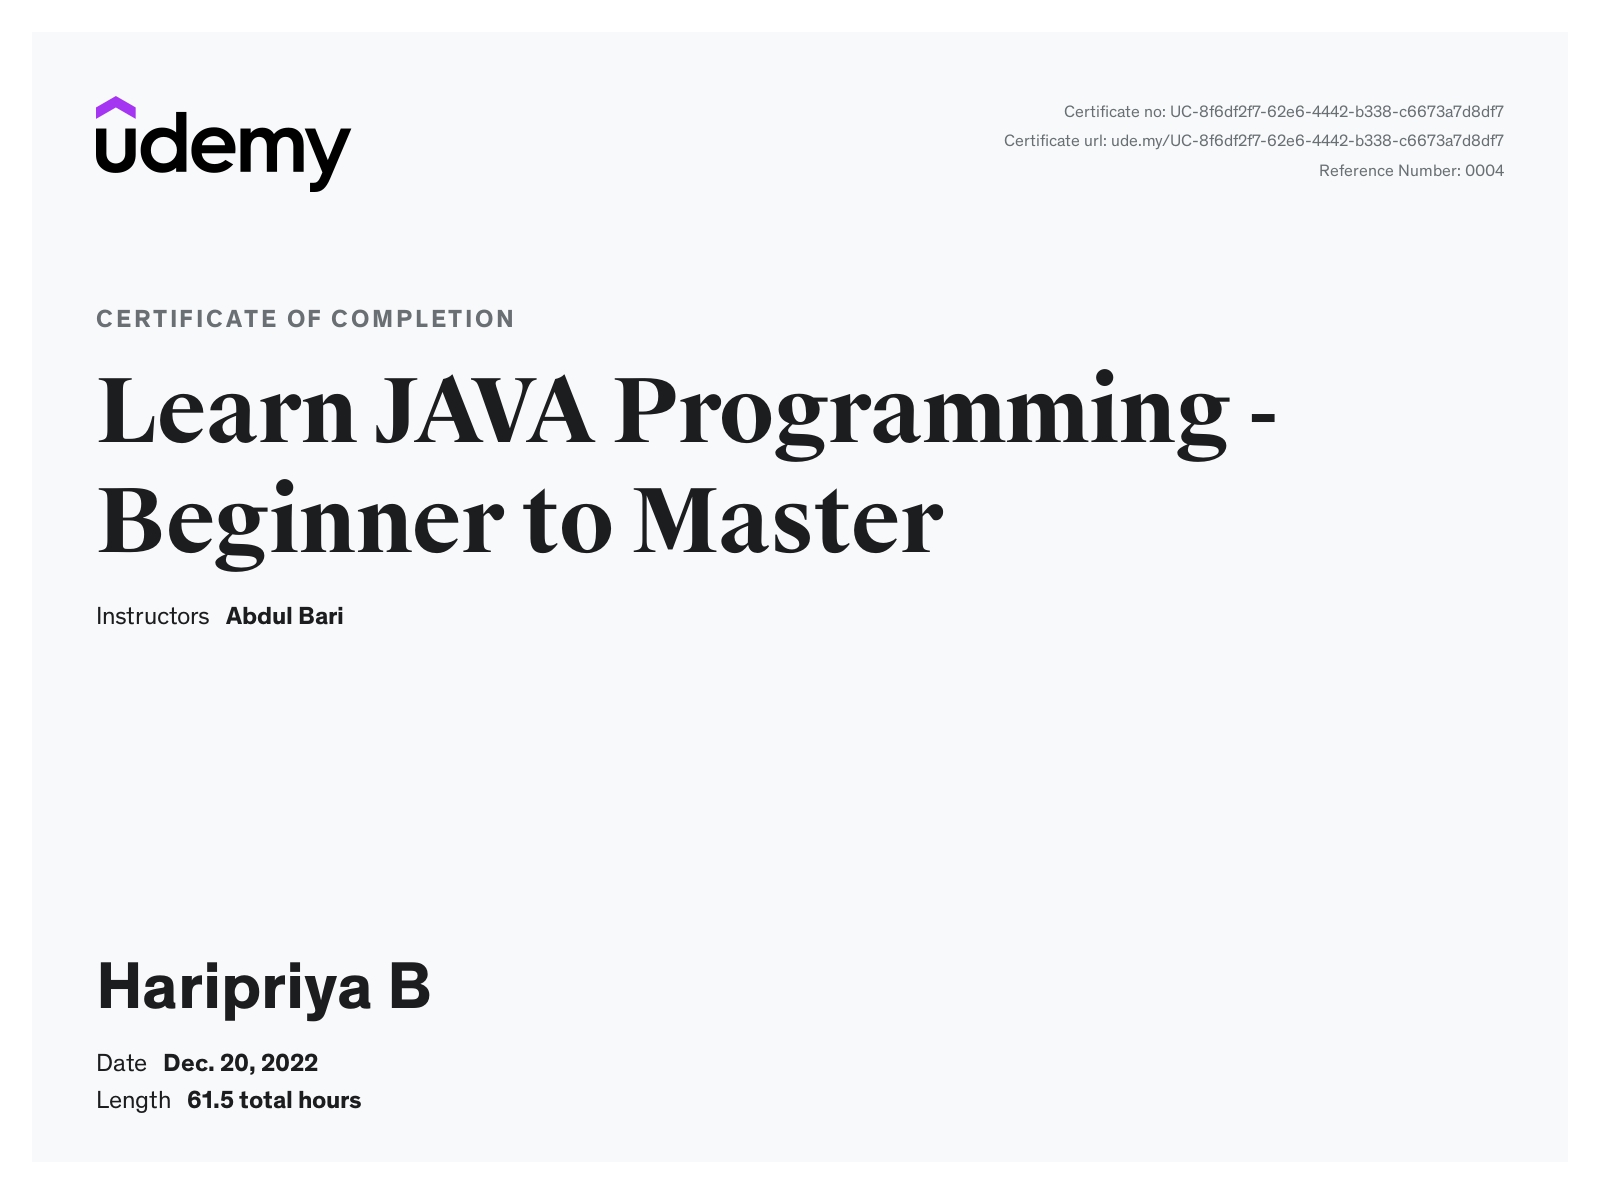 udemy
Certificate no: UC-8f6df2f7-62e6-4442-b338-c6673a7d8df7
Certificate url: ude.my/UC-8f6df2f7-62e6-4442-b338-c6673a7d8df7
Reference Number: 0004
CERTIFICATE OF COMPLETION
Learn JAVA Programming -
Beginner to Master
Instructors Abdul Bari
Haripriya B
Date Dec. 20, 2022
Length 61.5 total hours